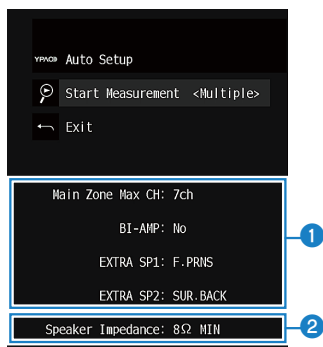 YPAO Auto Setup
Start Measurement <Multiple>
Exit
Main Zone Max CH: 7ch
BI-AMP: No
EXTRA SP1: F.PRNS
EXTRA SP2: SUR.BACK
1
Speaker Impedance: 8Ω MIN
2